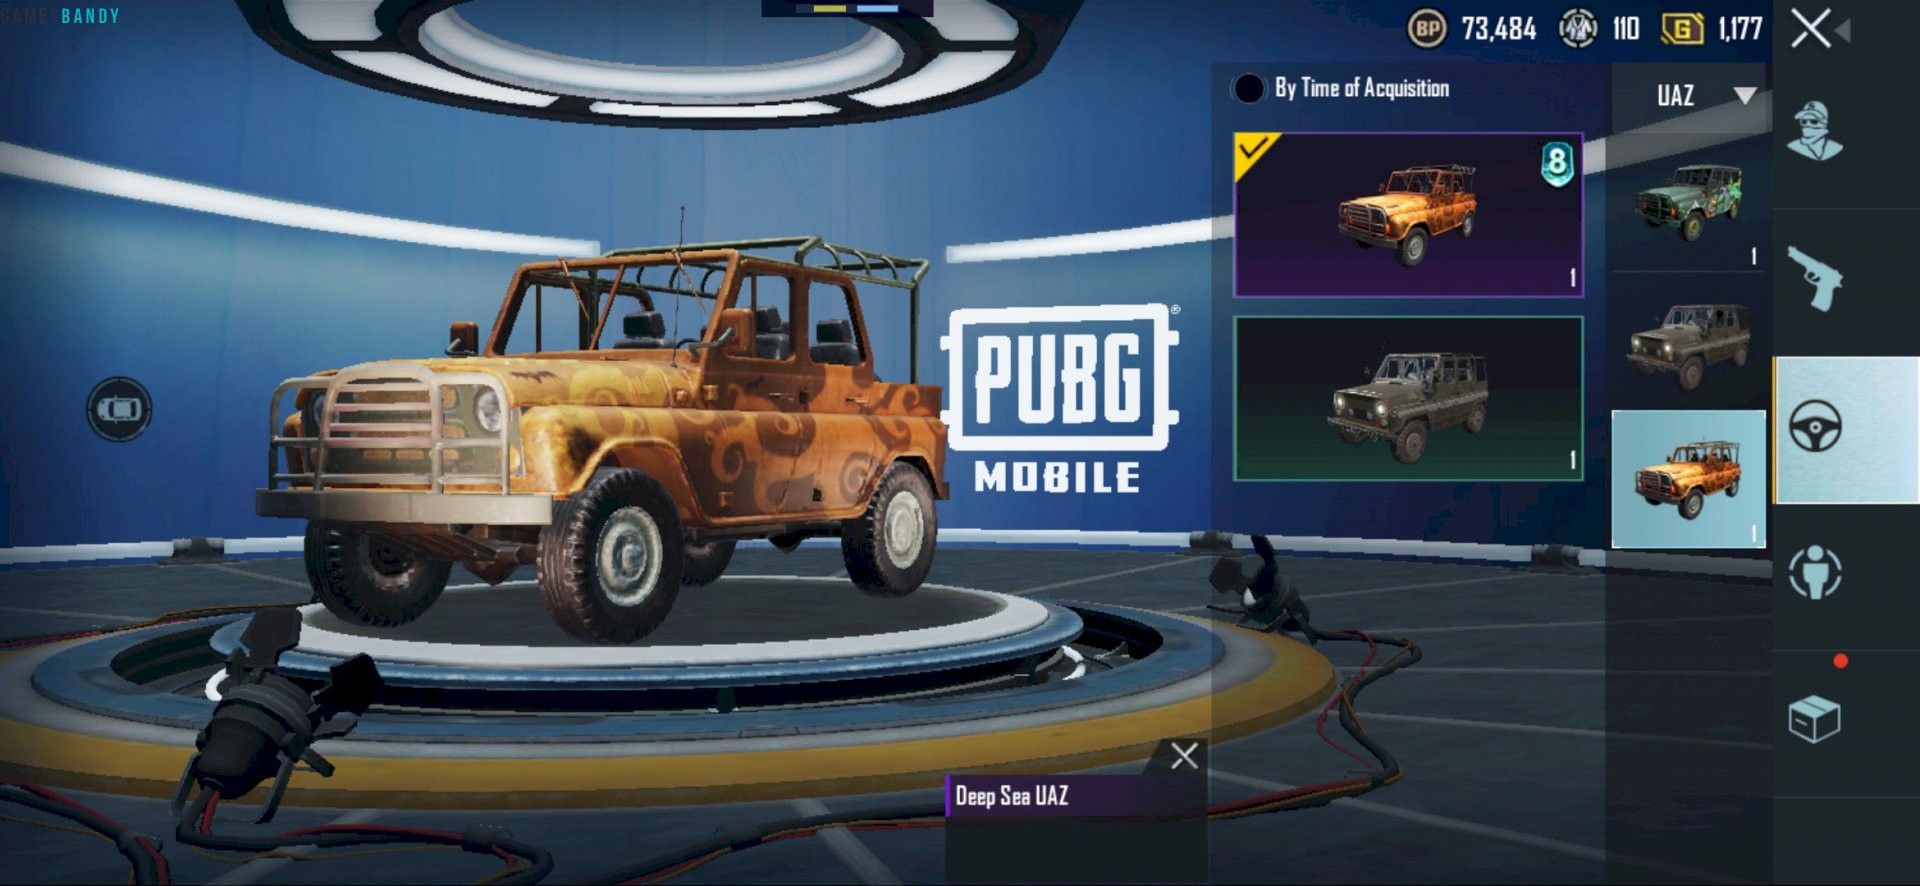 GAMESBANDY
BP 73,484 110 G 1,177
By Time of Acquisition
UAZ
8
1
1
1
1
PUBG®
MOBILE
Deep Sea UAZ